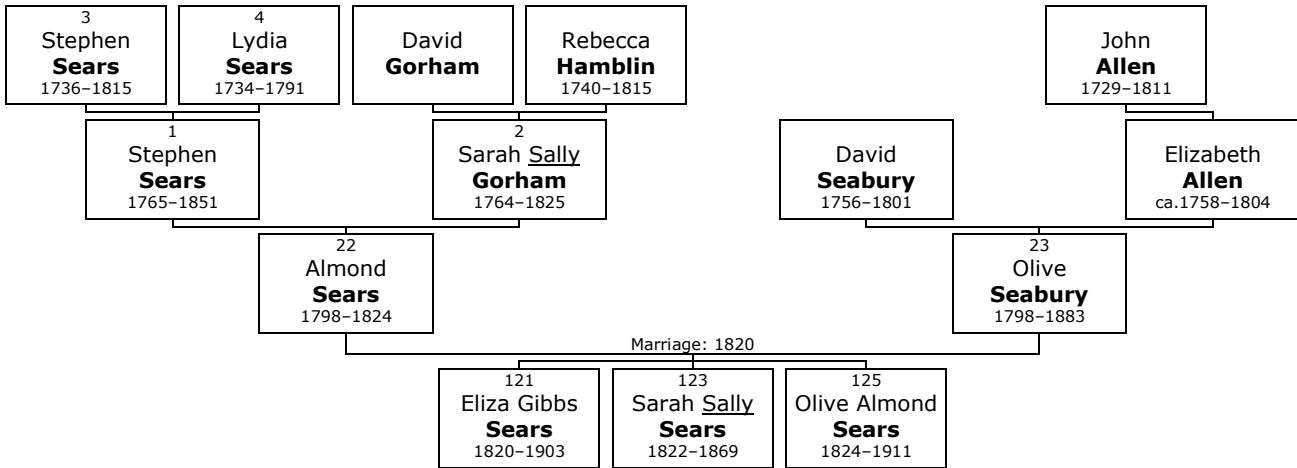 3
Stephen
Sears
1736–1815
4
Lydia
Sears
1734–1791
David
Gorham
Rebecca
Hamblin
1740–1815
John
Allen
1729–1811
1
Stephen
Sears
1765–1851
2
Sarah Sally
Gorham
1764–1825
David
Seabury
1756–1801
Elizabeth
Allen
ca.1758–1804
22
Almond
Sears
1798–1824
23
Olive
Seabury
1798–1883
Marriage: 1820
121
Eliza Gibbs
Sears
1820–1903
123
Sarah Sally
Sears
1822–1869
125
Olive Almond
Sears
1824–1911